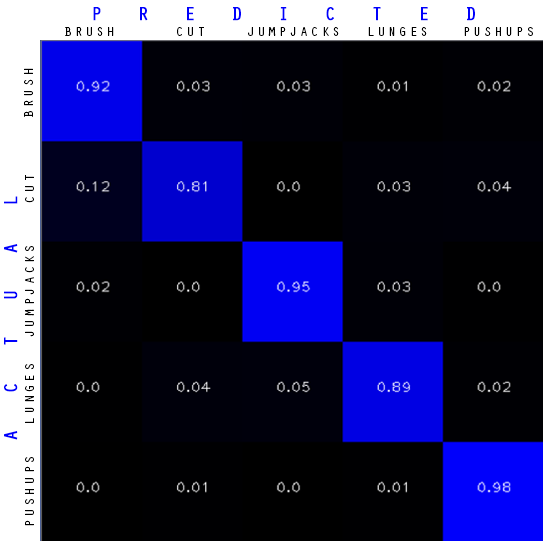 P R E D I C T E D
BRUSH CUT JUMPJACKS LUNGES PUSHUPS
A C T U A L
BRUSH
0.92 0.03 0.03 0.01 0.02
CUT
0.12 0.81 0.0 0.03 0.04
JUMPJACKS
0.02 0.0 0.95 0.03 0.0
LUNGES
0.0 0.04 0.05 0.89 0.02
PUSHUPS
0.0 0.01 0.0 0.01 0.98